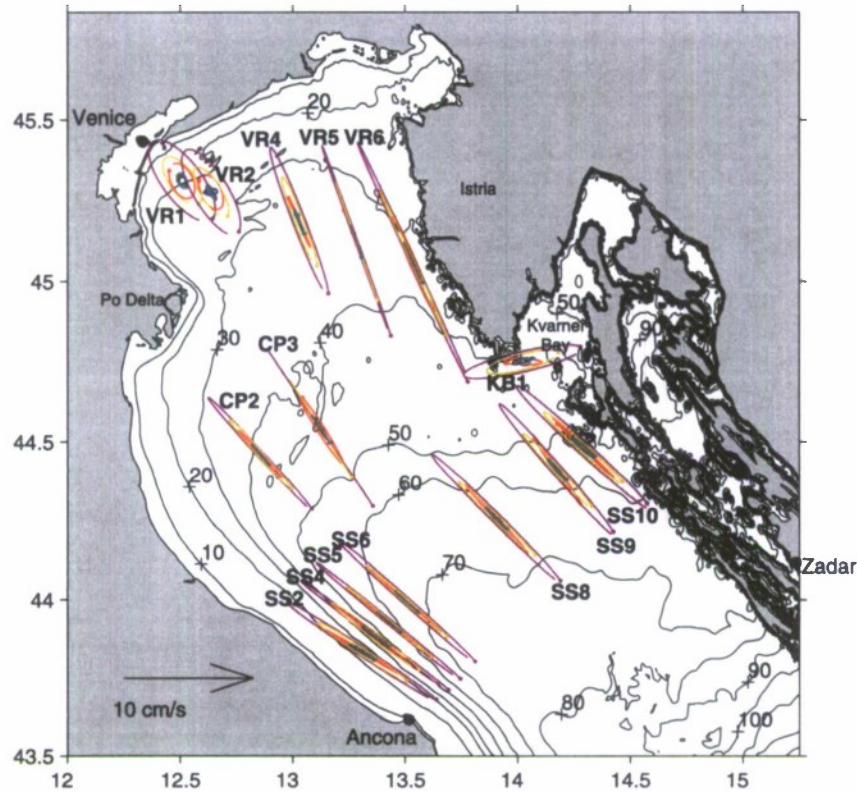 45.5
45
44.5
44
43.5
12
12.5
13
13.5
14
14.5
15
Venice
20
VR4
VR5
VR6
VR2
VR1
Istria
Po Delta
30
CP3
40
50
Kvarner
Bay
90
KB1
CP2
50
60
20
SS10
SS9
10
SS6
SS5
SS4
SS2
70
SS8
Zadar
10 cm/s
Ancona
80
90
100